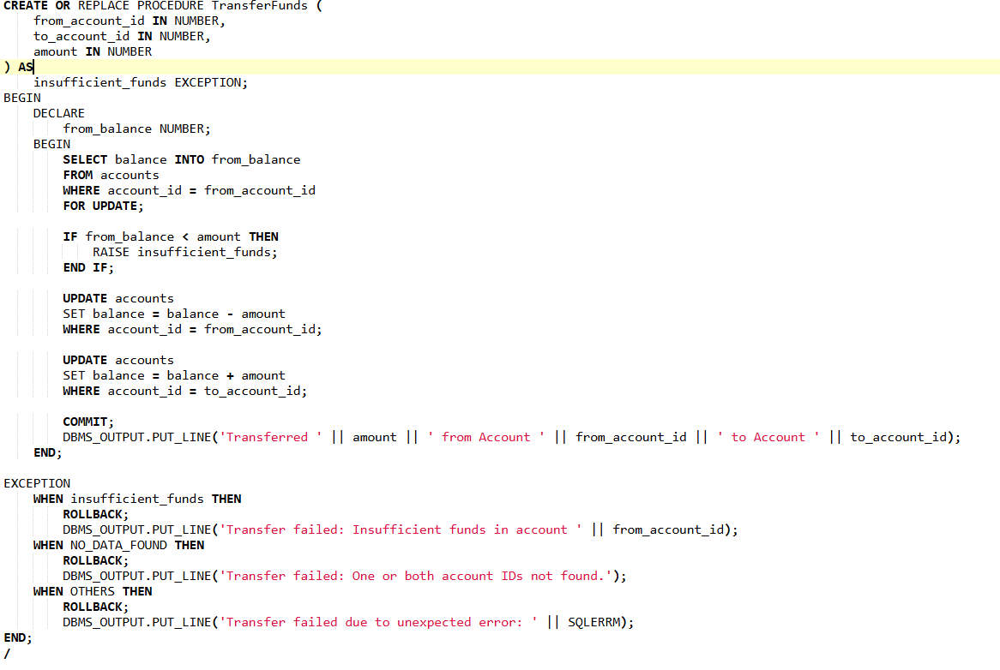 CREATE OR REPLACE PROCEDURE TransferFunds (
    from_account_id IN NUMBER,
    to_account_id IN NUMBER,
    amount IN NUMBER
) AS
    insufficient_funds EXCEPTION;
BEGIN
    DECLARE
        from_balance NUMBER;
    BEGIN
        SELECT balance INTO from_balance
        FROM accounts
        WHERE account_id = from_account_id
        FOR UPDATE;

        IF from_balance < amount THEN
            RAISE insufficient_funds;
        END IF;

        UPDATE accounts
        SET balance = balance - amount
        WHERE account_id = from_account_id;

        UPDATE accounts
        SET balance = balance + amount
        WHERE account_id = to_account_id;

        COMMIT;
        DBMS_OUTPUT.PUT_LINE('Transferred ' || amount || ' from Account ' || from_account_id || ' to Account ' || to_account_id);
    END;

EXCEPTION
    WHEN insufficient_funds THEN
        ROLLBACK;
        DBMS_OUTPUT.PUT_LINE('Transfer failed: Insufficient funds in account ' || from_account_id);
    WHEN NO_DATA_FOUND THEN
        ROLLBACK;
        DBMS_OUTPUT.PUT_LINE('Transfer failed: One or both account IDs not found.');
    WHEN OTHERS THEN
        ROLLBACK;
        DBMS_OUTPUT.PUT_LINE('Transfer failed due to unexpected error: ' || SQLERRM);
END;
/